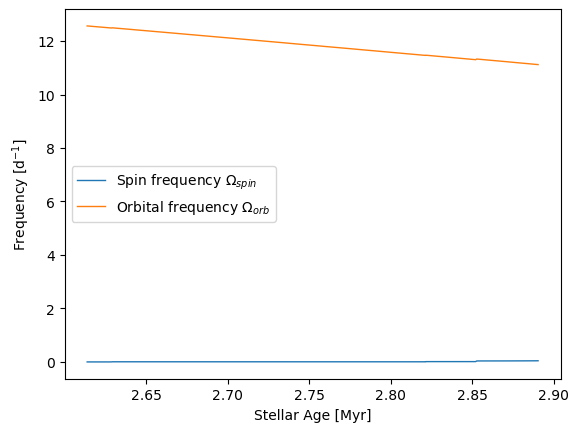 12
10
8
6
4
2
0
Frequency [d⁻¹]
Spin frequency Ω_spin
Orbital frequency Ω_orb
2.65 2.70 2.75 2.80 2.85 2.90
Stellar Age [Myr]